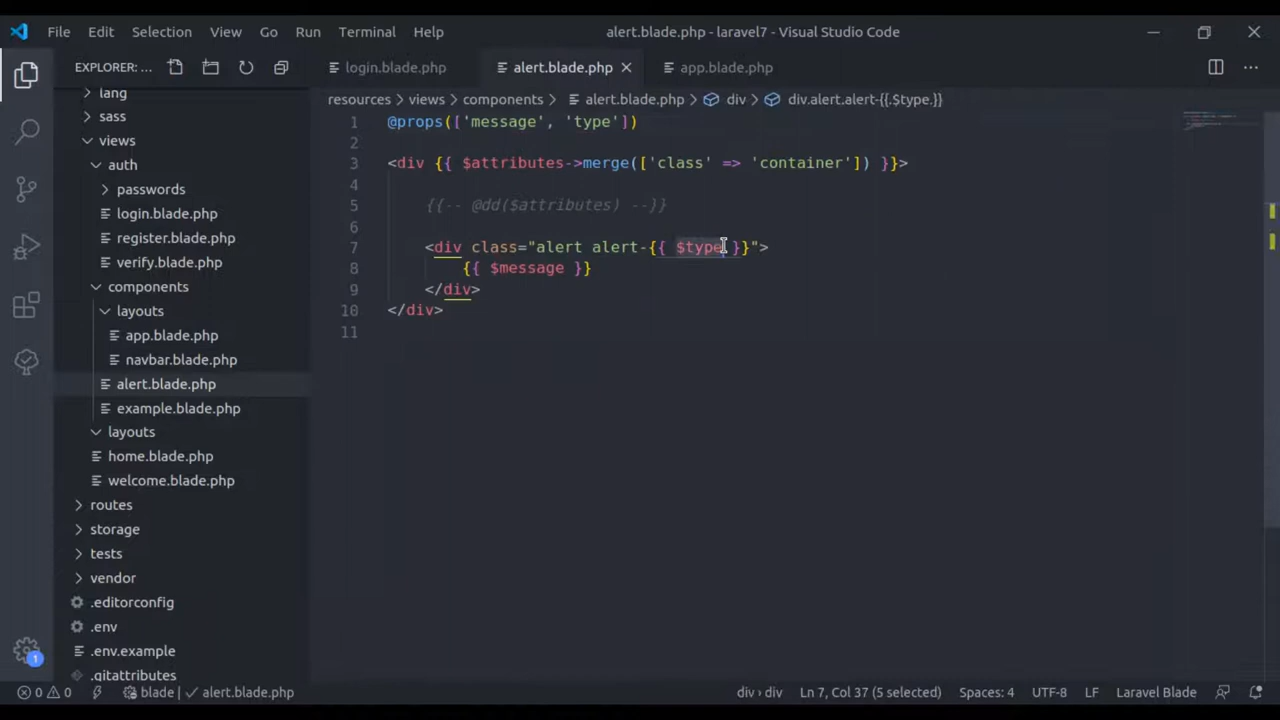 File Edit Selection View Go Run Terminal Help alert.blade.php - laravel7 - Visual Studio Code
EXPLORER: ...
login.blade.php alert.blade.php app.blade.php
resources views components alert.blade.php div div.alert.alert-{{.$type.}}
lang
sass
views
auth
passwords
login.blade.php
register.blade.php
verify.blade.php
components
layouts
app.blade.php
navbar.blade.php
alert.blade.php
example.blade.php
layouts
home.blade.php
welcome.blade.php
routes
storage
tests
vendor
.editorconfig
.env
.env.example
.gitattributes
1 @props(['message', 'type'])
2
3 <div {{ $attributes->merge(['class' => 'container']) }}>
4
5 {{-- @dd($attributes) --}}
6
7 <div class="alert alert-{{ $type }}">
8 {{ $message }}
9 </div>
10 </div>
11
1
0 0 blade | alert.blade.php div › div Ln 7, Col 37 (5 selected) Spaces: 4 UTF-8 LF Laravel Blade